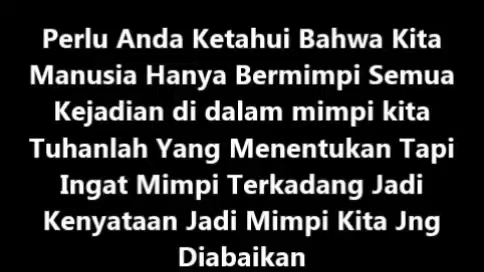 Perlu Anda Ketahui Bahwa Kita
Manusia Hanya Bermimpi Semua
Kejadian di dalam mimpi kita
Tuhanlah Yang Menentukan Tapi
Ingat Mimpi Terkadang Jadi
Kenyataan Jadi Mimpi Kita Jng
Diabaikan